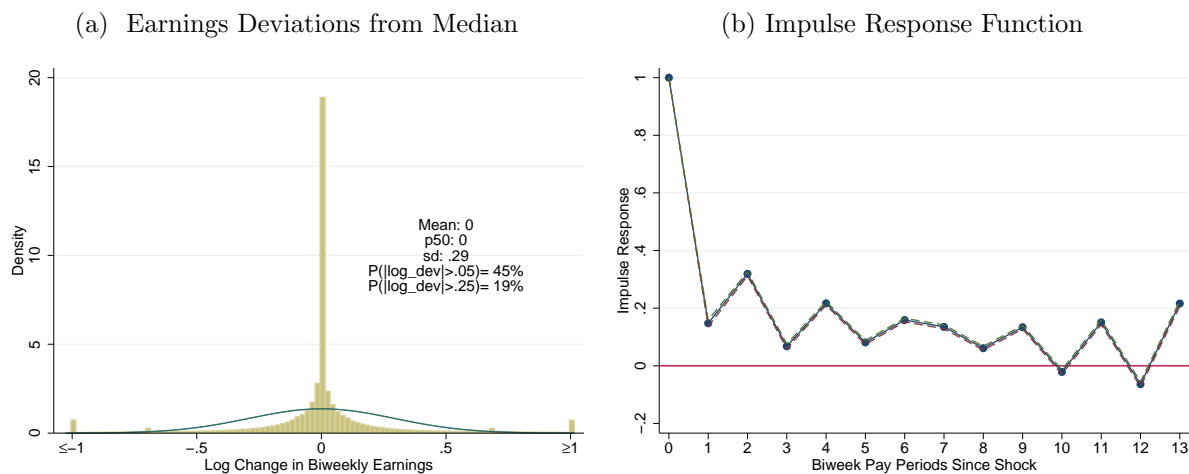 (a) Earnings Deviations from Median
20
15
10
5
0
Density
Mean: 0
p50: 0
sd: .29
P(|log_dev|>.05)= 45%
P(|log_dev|>.25)= 19%
≤−1
−.5
0
.5
≥1
Log Change in Biweekly Earnings
(b) Impulse Response Function
1
.8
.6
.4
.2
0
−.2
Impulse Response
0 1 2 3 4 5 6 7 8 9 10 11 12 13
Biweek Pay Periods Since Shock